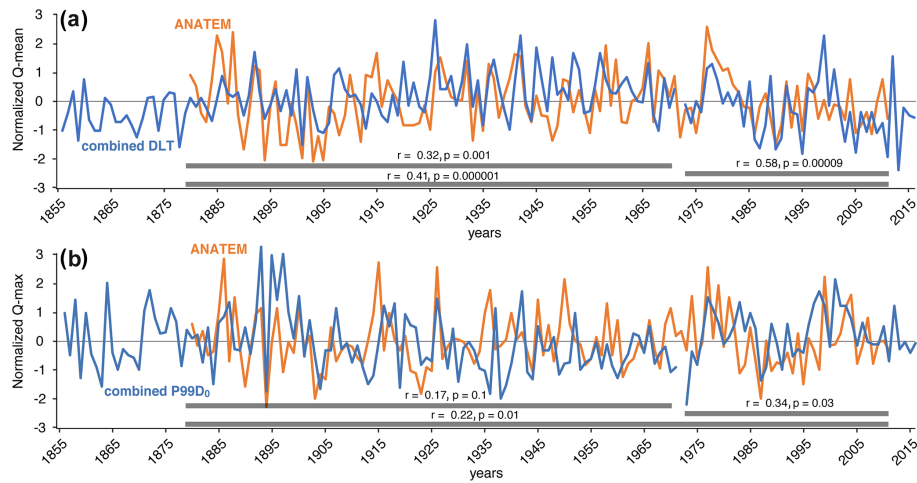 (a)
ANATEM
Normalized Q-mean
3
2
1
0
-1
-2
-3
combined DLT
r = 0.32, p = 0.001
r = 0.41, p = 0.000001
r = 0.58, p = 0.00009
1855 1865 1875 1885 1895 1905 1915 1925 1935 1945 1955 1965 1975 1985 1995 2005 2015
years
(b)
ANATEM
Normalized Q-max
3
2
1
0
-1
-2
-3
combined P99D₀
r = 0.17, p = 0.1
r = 0.22, p = 0.01
r = 0.34, p = 0.03
1855 1865 1875 1885 1895 1905 1915 1925 1935 1945 1955 1965 1975 1985 1995 2005 2015
years